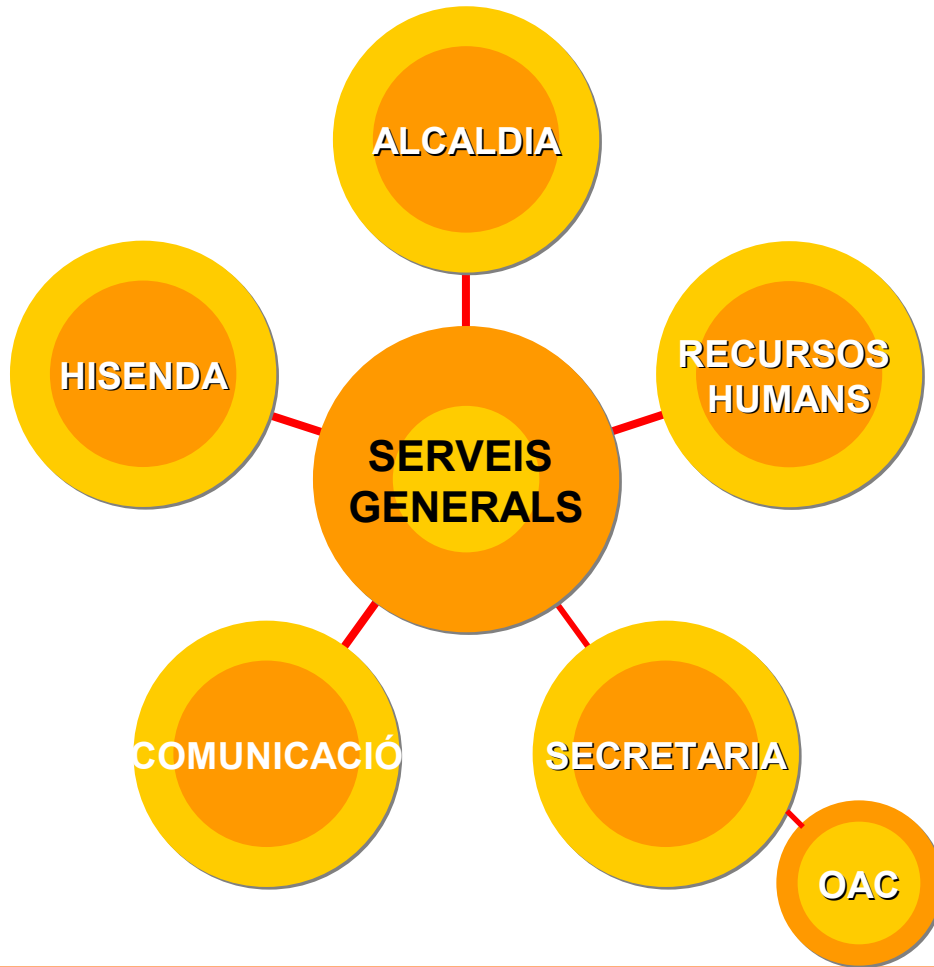 ALCALDIA
HISENDA
RECURSOS
HUMANS
SERVEIS
GENERALS
COMUNICACIÓ
SECRETARIA
OAC